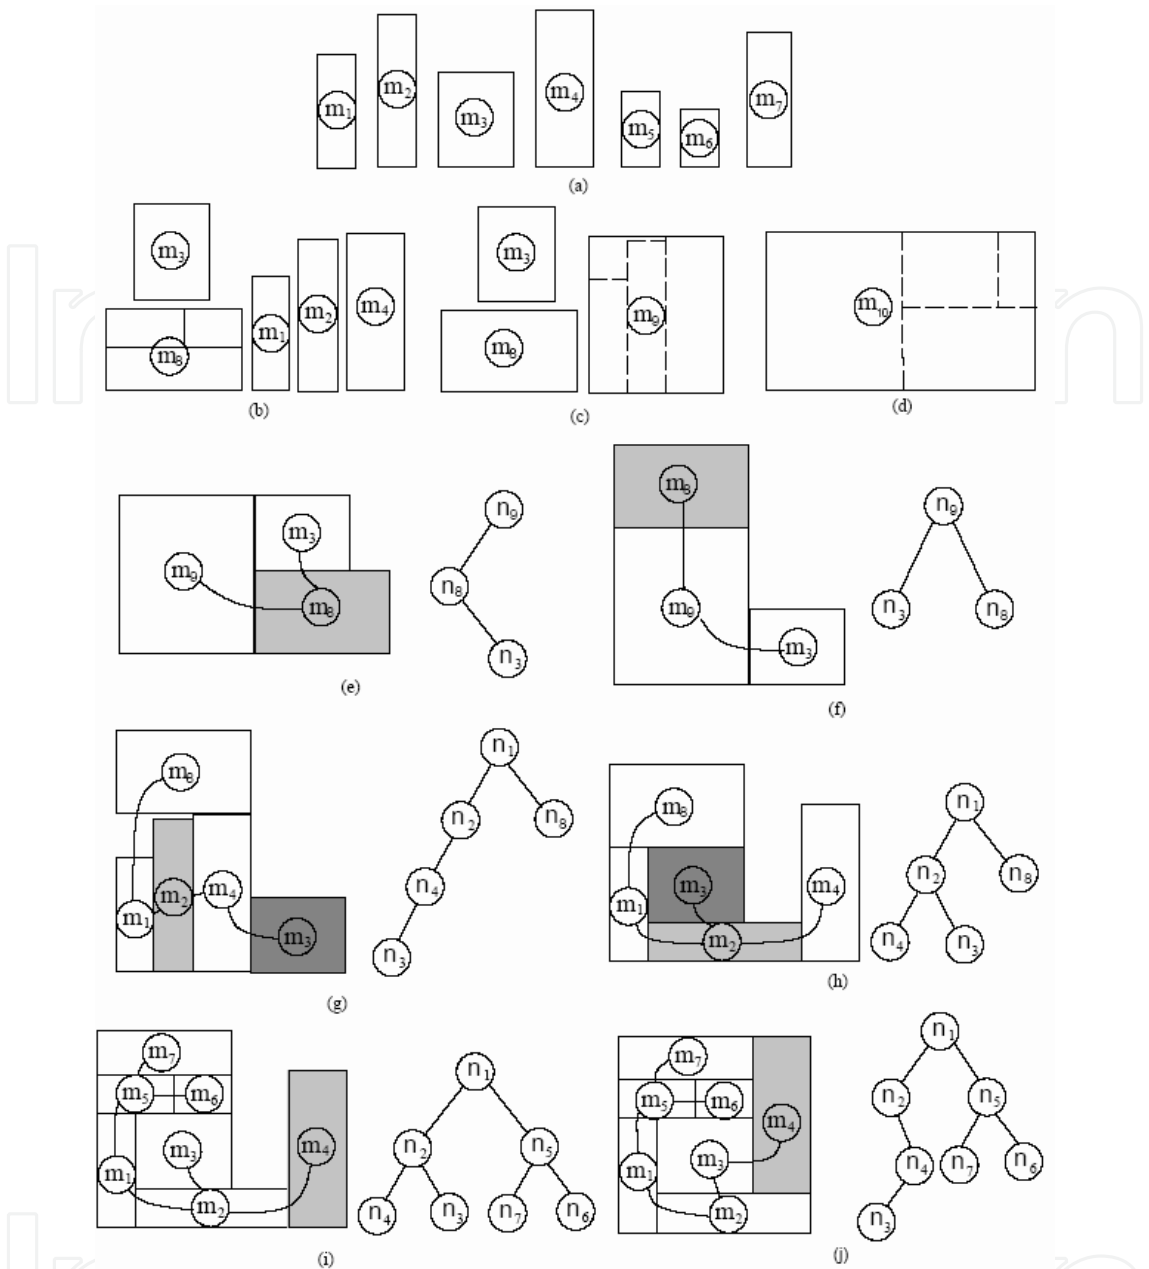 m₁ m₂ m₃ m₄ m₅ m₆ m₇
(a)
m₃ m₈ m₁ m₂ m₄
(b)
m₃ m₈ m₉
(c)
m₁₀
(d)
m₉ m₃ m₈
n₉
n₈
n₃
(e)
m₈
m₉
m₃
n₉
n₃ n₈
(f)
m₈
m₁ m₂ m₄ m₃
n₁
n₂ n₈
n₄
n₃
(g)
m₈
m₃ m₄
m₁
m₂
n₁
n₂ n₈
n₄ n₃
(h)
m₇
m₅ m₆
m₃ m₄
m₁
m₂
n₁
n₂ n₅
n₄ n₃ n₇ n₆
(i)
m₇
m₅ m₆
m₄
m₁ m₃
m₂
n₁
n₂ n₅
n₄ n₇ n₆
n₃
(j)